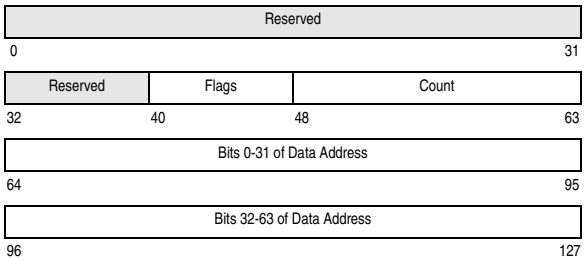 Reserved
0 31
Reserved Flags Count
32 40 48 63
Bits 0-31 of Data Address
64 95
Bits 32-63 of Data Address
96 127